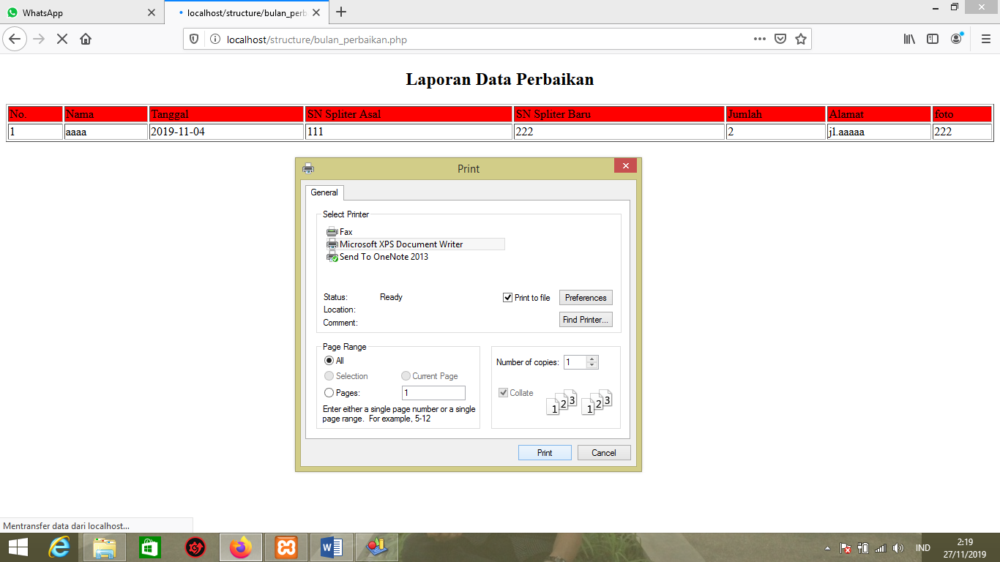 WhatsApp
localhost/structure/bulan_perb
localhost/structure/bulan_perbaikan.php
Laporan Data Perbaikan
No. Nama Tanggal SN Spliter Asal SN Spliter Baru Jumlah Alamat foto
1 aaaa 2019-11-04 111 222 2 jl.aaaaa 222
Print
General
Select Printer
Fax
Microsoft XPS Document Writer
Send To OneNote 2013
Status: Ready Print to file Preferences
Location:
Comment: Find Printer...
Page Range
All Number of copies: 1
Selection Current Page
Pages: 1 Collate 1 2 3 1 2 3
Enter either a single page number or a single
page range. For example, 5-12
Print Cancel
Mentransfer data dari localhost...
IND 2:19
27/11/2019